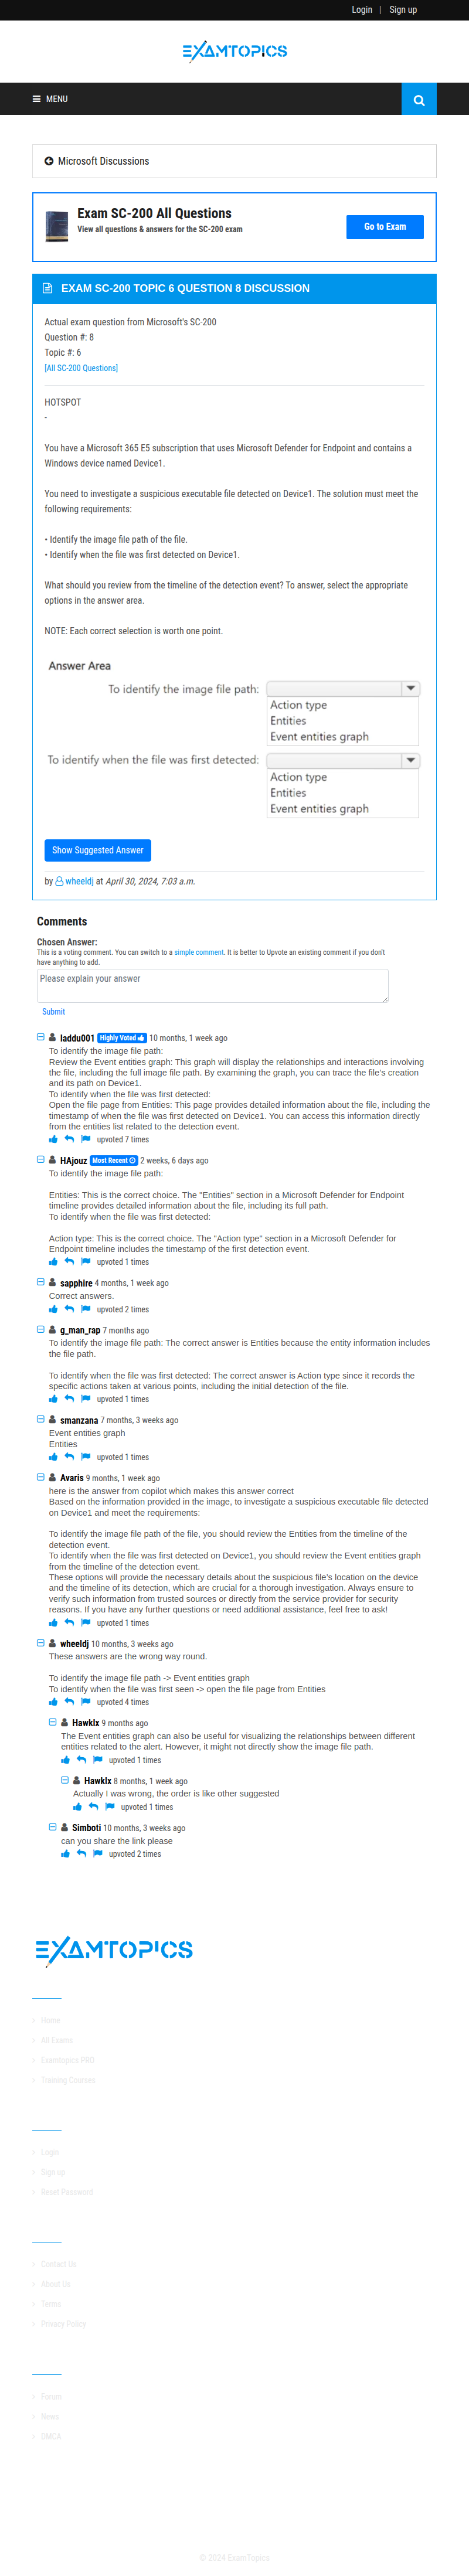 Login | Sign up
EXAMTOPICS
MENU
Microsoft Discussions
Exam SC-200 All Questions
View all questions & answers for the SC-200 exam
Go to Exam
EXAM SC-200 TOPIC 6 QUESTION 8 DISCUSSION
Actual exam question from Microsoft's SC-200
Question #: 8
Topic #: 6
[All SC-200 Questions]
HOTSPOT
-
You have a Microsoft 365 E5 subscription that uses Microsoft Defender for Endpoint and contains a
Windows device named Device1.
You need to investigate a suspicious executable file detected on Device1. The solution must meet the
following requirements:
• Identify the image file path of the file.
• Identify when the file was first detected on Device1.
What should you review from the timeline of the detection event? To answer, select the appropriate
options in the answer area.
NOTE: Each correct selection is worth one point.
Answer Area
To identify the image file path:
Action type
Entities
Event entities graph
To identify when the file was first detected:
Action type
Entities
Event entities graph
Show Suggested Answer
by wheeldj at April 30, 2024, 7:03 a.m.
Comments
Chosen Answer:
This is a voting comment. You can switch to a simple comment. It is better to Upvote an existing comment if you don't
have anything to add.
Please explain your answer
Submit
laddu001 Highly Voted 10 months, 1 week ago
To identify the image file path:
Review the Event entities graph: This graph will display the relationships and interactions involving
the file, including the full image file path. By examining the graph, you can trace the file's creation
and its path on Device1.
To identify when the file was first detected:
Open the file page from Entities: This page provides detailed information about the file, including the
timestamp of when the file was first detected on Device1. You can access this information directly
from the entities list related to the detection event.
upvoted 7 times
HAjouz Most Recent 2 weeks, 6 days ago
To identify the image file path:
Entities: This is the correct choice. The "Entities" section in a Microsoft Defender for Endpoint
timeline provides detailed information about the file, including its full path.
To identify when the file was first detected:
Action type: This is the correct choice. The "Action type" section in a Microsoft Defender for
Endpoint timeline includes the timestamp of the first detection event.
upvoted 1 times
sapphire 4 months, 1 week ago
Correct answers.
upvoted 2 times
g_man_rap 7 months ago
To identify the image file path: The correct answer is Entities because the entity information includes
the file path.
To identify when the file was first detected: The correct answer is Action type since it records the
specific actions taken at various points, including the initial detection of the file.
upvoted 1 times
smanzana 7 months, 3 weeks ago
Event entities graph
Entities
upvoted 1 times
Avaris 9 months, 1 week ago
here is the answer from copilot which makes this answer correct
Based on the information provided in the image, to investigate a suspicious executable file detected
on Device1 and meet the requirements:
To identify the image file path of the file, you should review the Entities from the timeline of the
detection event.
To identify when the file was first detected on Device1, you should review the Event entities graph
from the timeline of the detection event.
These options will provide the necessary details about the suspicious file's location on the device
and the timeline of its detection, which are crucial for a thorough investigation. Always ensure to
verify such information from trusted sources or directly from the service provider for security
reasons. If you have any further questions or need additional assistance, feel free to ask!
upvoted 1 times
wheeldj 10 months, 3 weeks ago
These answers are the wrong way round.
To identify the image file path -> Event entities graph
To identify when the file was first seen -> open the file page from Entities
upvoted 4 times
Hawklx 9 months ago
The Event entities graph can also be useful for visualizing the relationships between different
entities related to the alert. However, it might not directly show the image file path.
upvoted 1 times
Hawklx 8 months, 1 week ago
Actually I was wrong, the order is like other suggested
upvoted 1 times
Simboti 10 months, 3 weeks ago
can you share the link please
upvoted 2 times
EXAMTOPICS
Home
All Exams
Examtopics PRO
Training Courses
Login
Sign up
Reset Password
Contact Us
About Us
Terms
Privacy Policy
Forum
News
DMCA
© 2024 ExamTopics